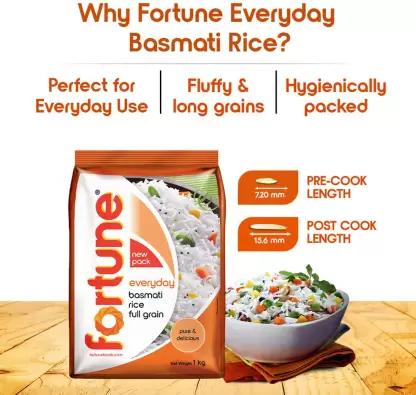 Why Fortune Everyday
Basmati Rice?
Perfect for
Everyday Use
Fluffy &
long grains
Hygienically
packed
PRE-COOK
LENGTH
7.20 mm
POST COOK
LENGTH
15.6 mm
fortune
new
pack
everyday
basmati
rice
full grain
pure &
delicious
Net Weight: 1 kg